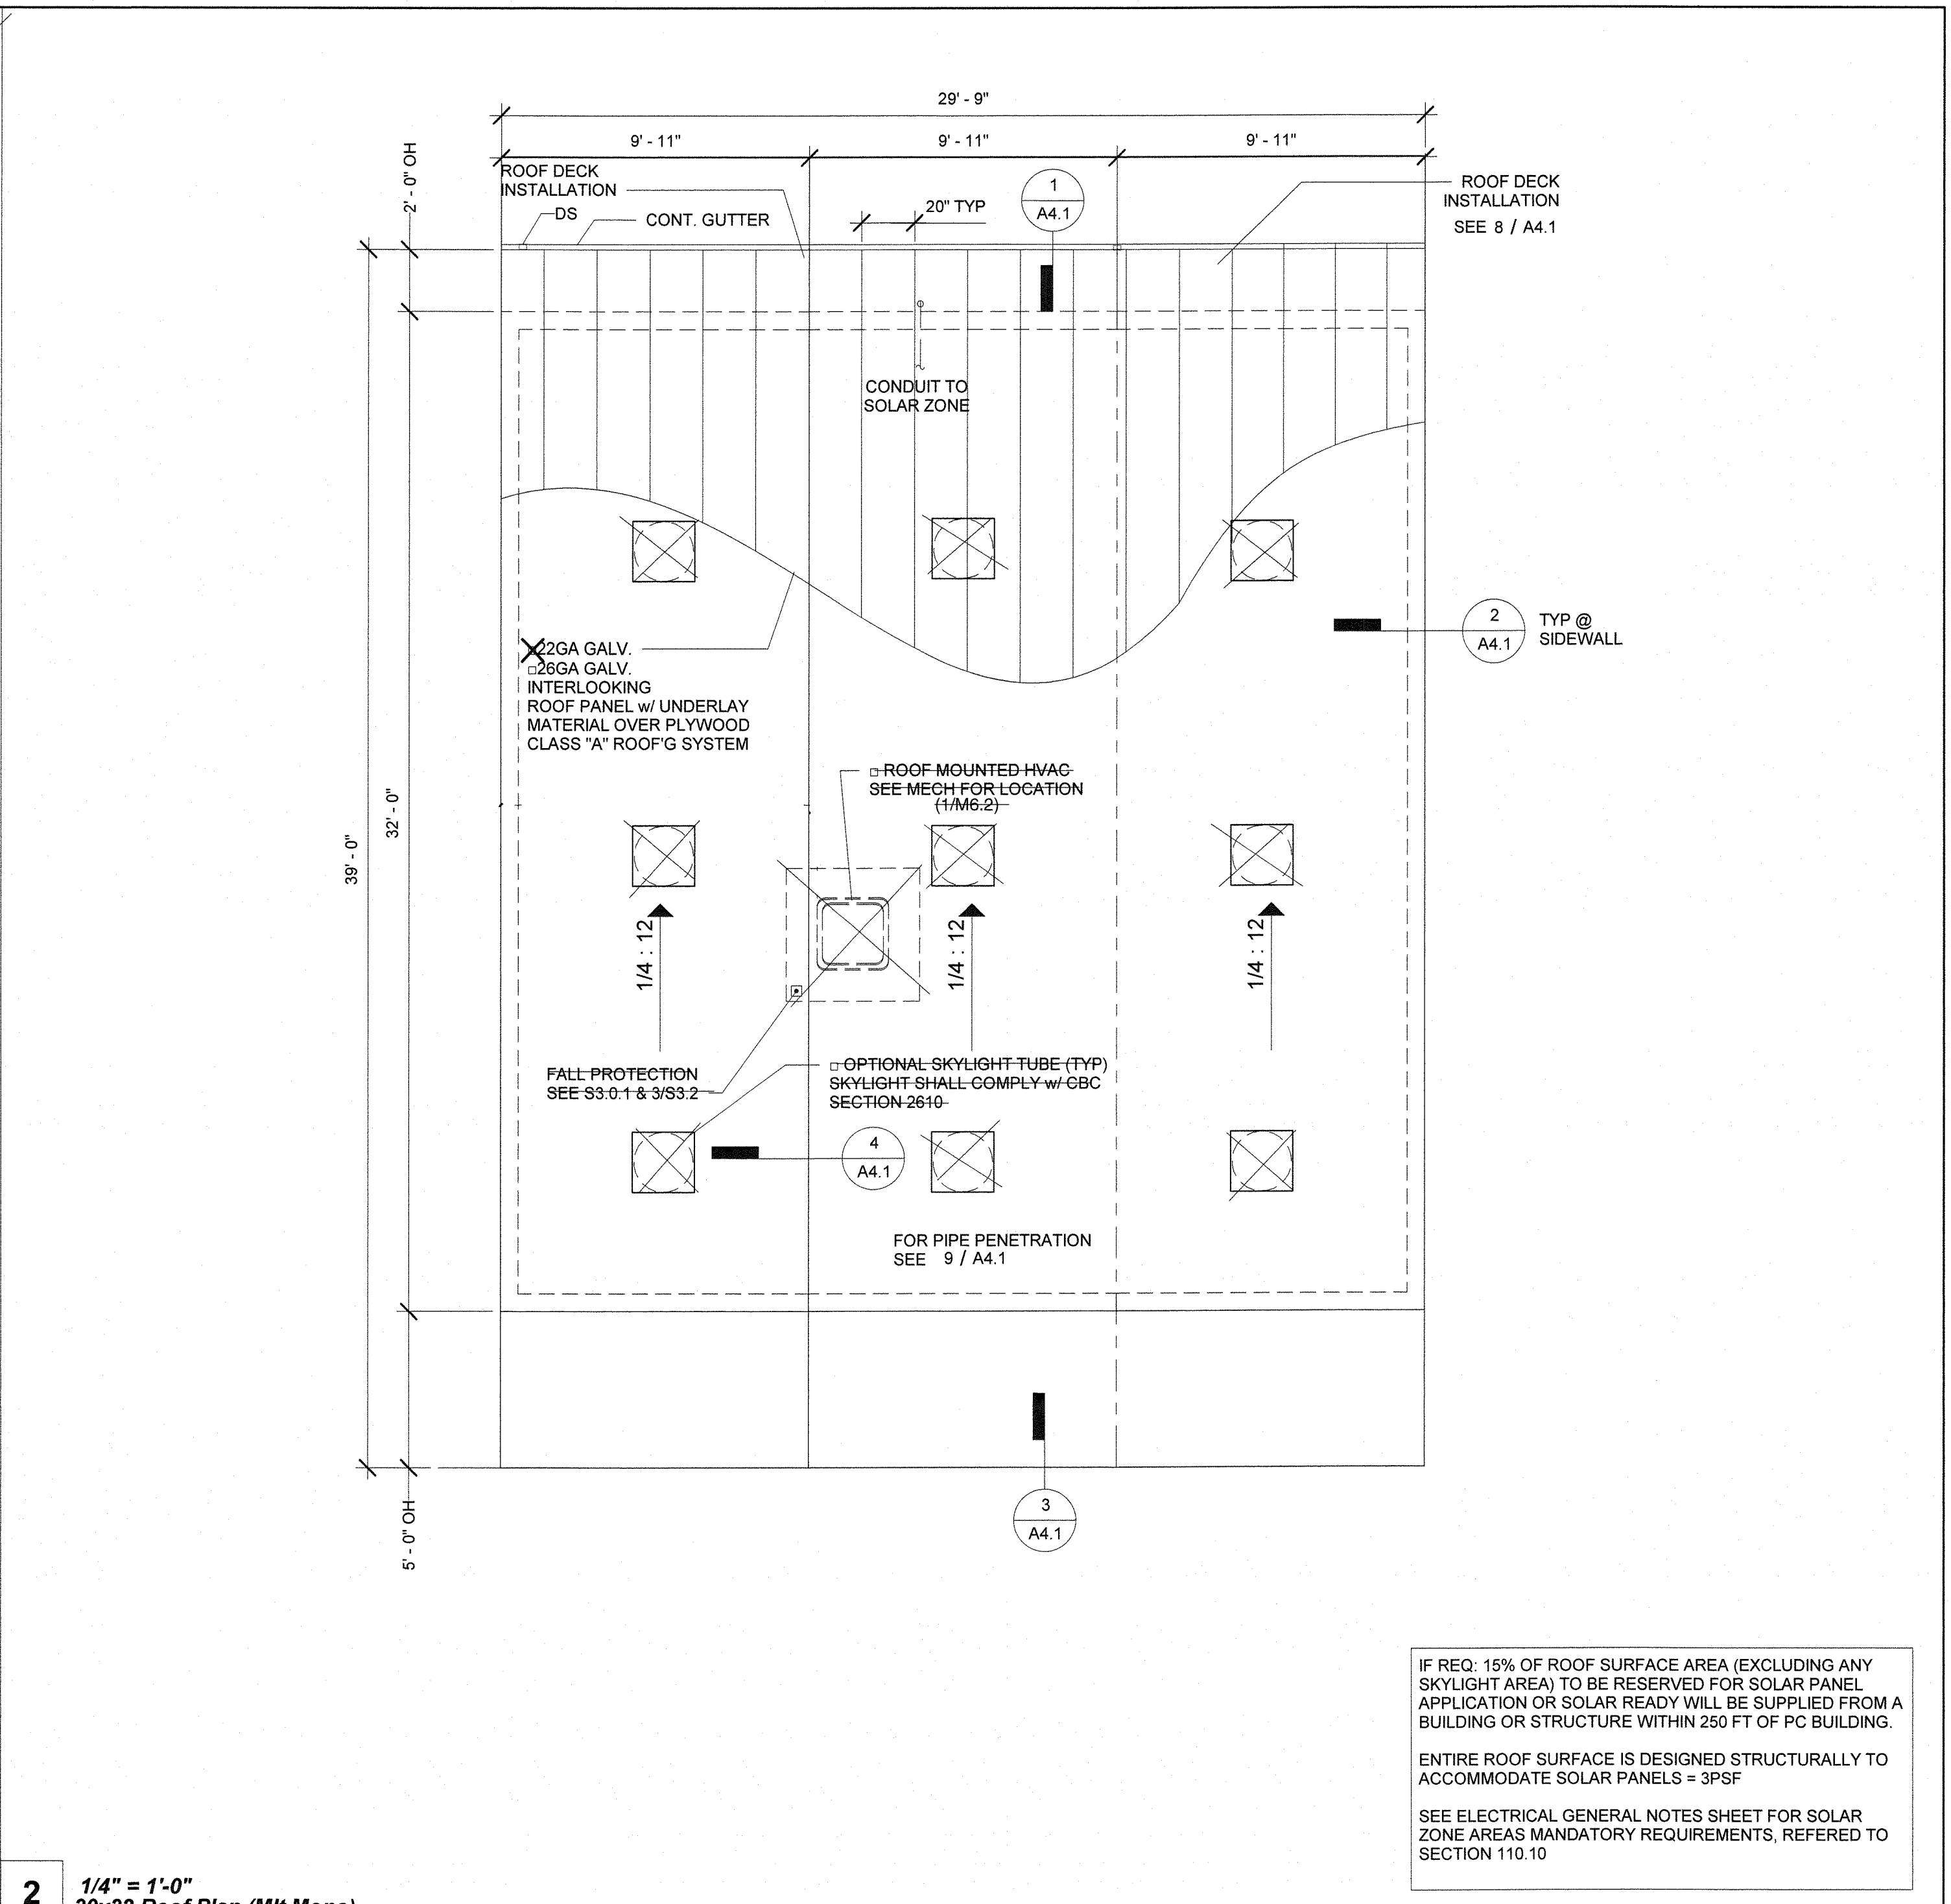 29' - 9"
9' - 11"
9' - 11"
9' - 11"
2' - 0" OH
ROOF DECK
INSTALLATION
DS
CONT. GUTTER
20" TYP
1
A4.1
ROOF DECK
INSTALLATION
SEE 8 / A4.1
CONDUIT TO
SOLAR ZONE
2
A4.1
TYP @
SIDEWALL
22GA GALV.
26GA GALV.
INTERLOOKING
ROOF PANEL w/ UNDERLAY
MATERIAL OVER PLYWOOD
CLASS "A" ROOF'G SYSTEM
ROOF MOUNTED HVAC
SEE MECH FOR LOCATION
(1/M6.2)
39' - 0"
32' - 0"
1/4 : 12
1/4 : 12
1/4 : 12
FALL PROTECTION
SEE S3.0.1 & 3/S3.2
OPTIONAL SKYLIGHT TUBE (TYP)
SKYLIGHT SHALL COMPLY w/ CBC
SECTION 2610
4
A4.1
FOR PIPE PENETRATION
SEE 9 / A4.1
3
A4.1
5' - 0" OH
IF REQ: 15% OF ROOF SURFACE AREA (EXCLUDING ANY
SKYLIGHT AREA) TO BE RESERVED FOR SOLAR PANEL
APPLICATION OR SOLAR READY WILL BE SUPPLIED FROM A
BUILDING OR STRUCTURE WITHIN 250 FT OF PC BUILDING.
ENTIRE ROOF SURFACE IS DESIGNED STRUCTURALLY TO
ACCOMMODATE SOLAR PANELS = 3PSF
SEE ELECTRICAL GENERAL NOTES SHEET FOR SOLAR
ZONE AREAS MANDATORY REQUIREMENTS, REFERED TO
SECTION 110.10
2
1/4" = 1'-0"
Roof Plan